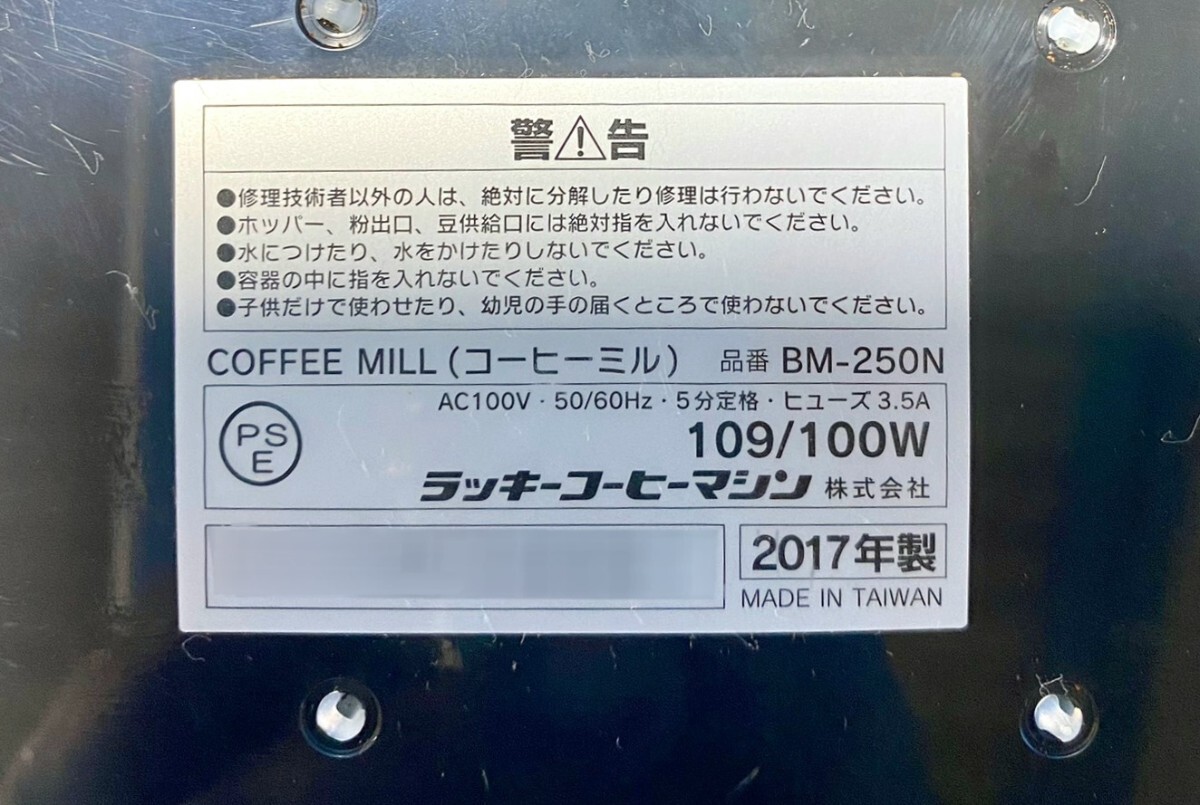 警⚠告
●修理技術者以外の人は、絶対に分解したり修理は行わないでください。
●ホッパー、粉出口、豆供給口には絶対指を入れないでください。
●水につけたり、水をかけたりしないでください。
●容器の中に指を入れないでください。
●子供だけで使わせたり、幼児の手の届くところで使わないでください。
COFFEE MILL(コーヒーミル) 品番 BM-250N
AC100V・50/60Hz・5分定格・ヒューズ3.5A
PS
E
109/100W
ラッキーコーヒーマシン 株式会社
2017年製
MADE IN TAIWAN